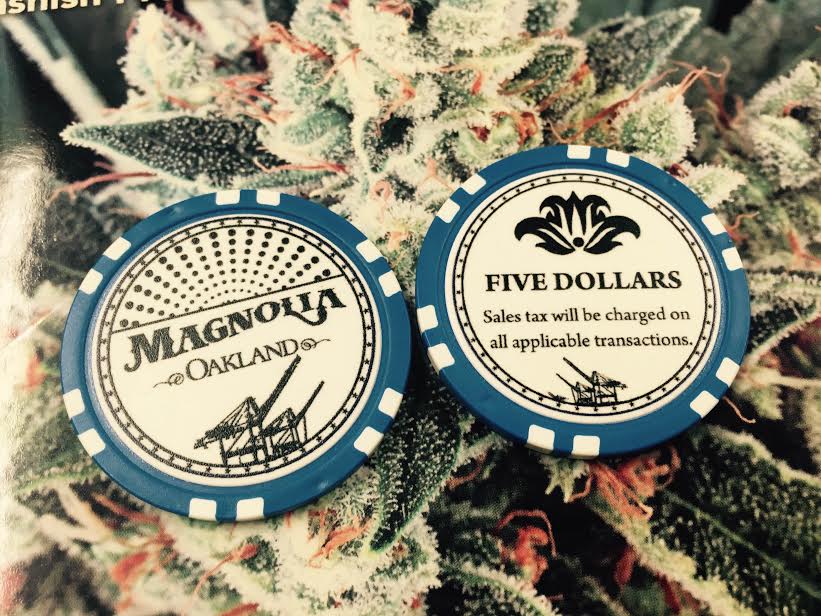 MAGNOLIA
OAKLAND
FIVE DOLLARS
Sales tax will be charged on
all applicable transactions.